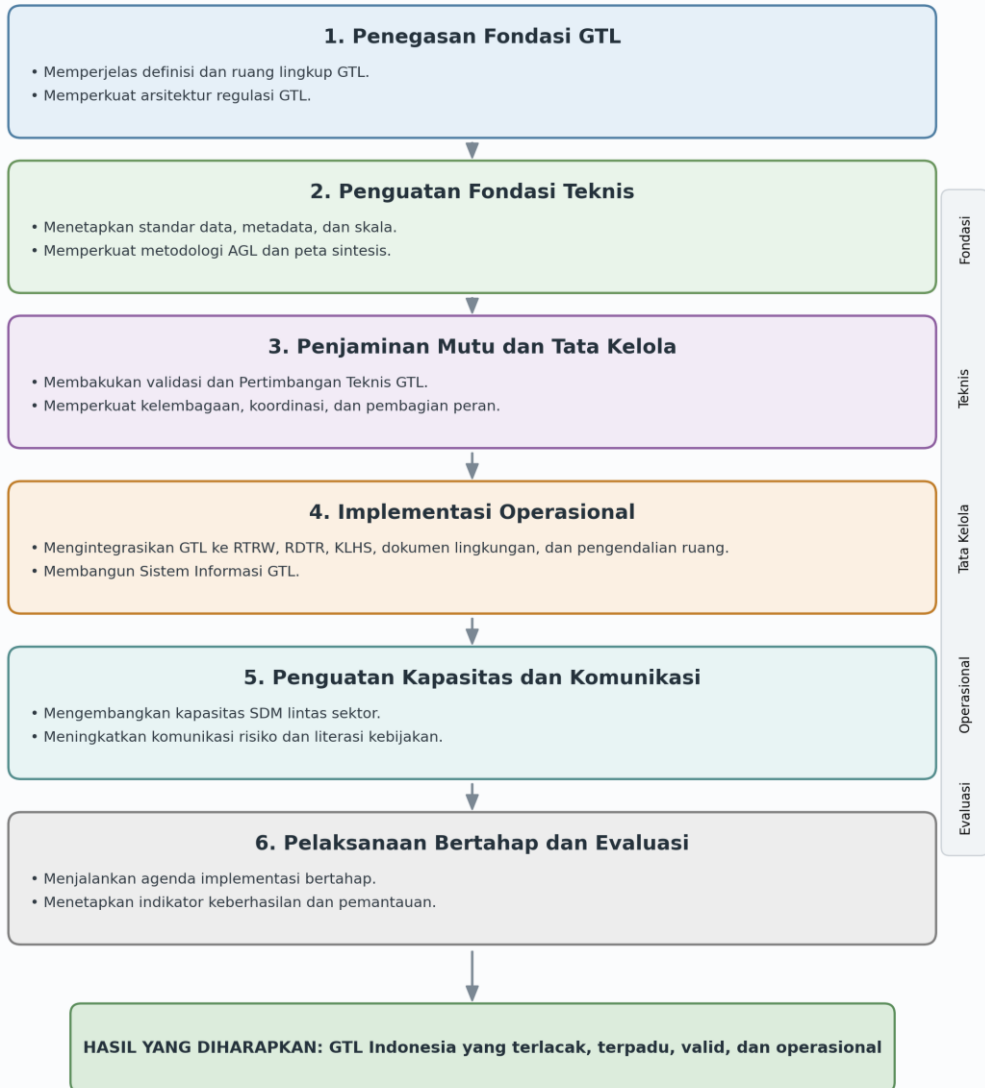 1. Penegasan Fondasi GTL
• Memperjelas definisi dan ruang lingkup GTL.
• Memperkuat arsitektur regulasi GTL.
2. Penguatan Fondasi Teknis
• Menetapkan standar data, metadata, dan skala.
• Memperkuat metodologi AGL dan peta sintesis.
3. Penjaminan Mutu dan Tata Kelola
• Membakukan validasi dan Pertimbangan Teknis GTL.
• Memperkuat kelembagaan, koordinasi, dan pembagian peran.
4. Implementasi Operasional
• Mengintegrasikan GTL ke RTRW, RDTR, KLHS, dokumen lingkungan, dan pengendalian ruang.
• Membangun Sistem Informasi GTL.
5. Penguatan Kapasitas dan Komunikasi
• Mengembangkan kapasitas SDM lintas sektor.
• Meningkatkan komunikasi risiko dan literasi kebijakan.
6. Pelaksanaan Bertahap dan Evaluasi
• Menjalankan agenda implementasi bertahap.
• Menetapkan indikator keberhasilan dan pemantauan.
HASIL YANG DIHARAPKAN: GTL Indonesia yang terlacak, terpadu, valid, dan operasional
Fondasi
Teknis
Tata Kelola
Operasional
Evaluasi